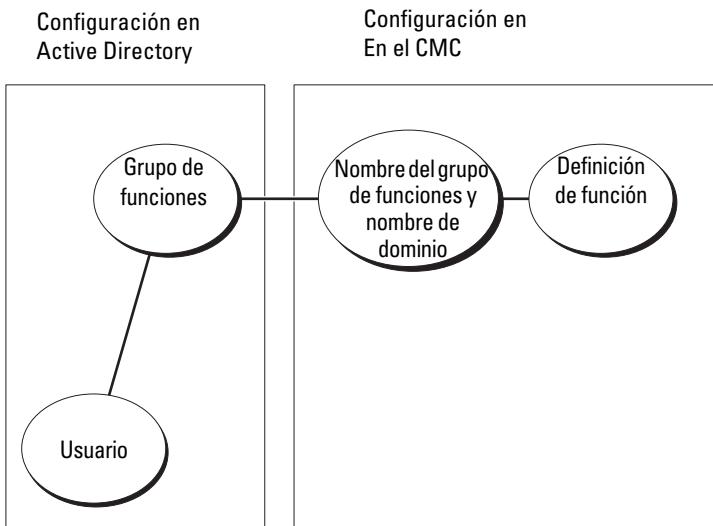 Configuración en
Active Directory
Configuración en
En el CMC
Grupo de
funciones
Nombre del grupo
de funciones y
nombre de
dominio
Definición
de función
Usuario